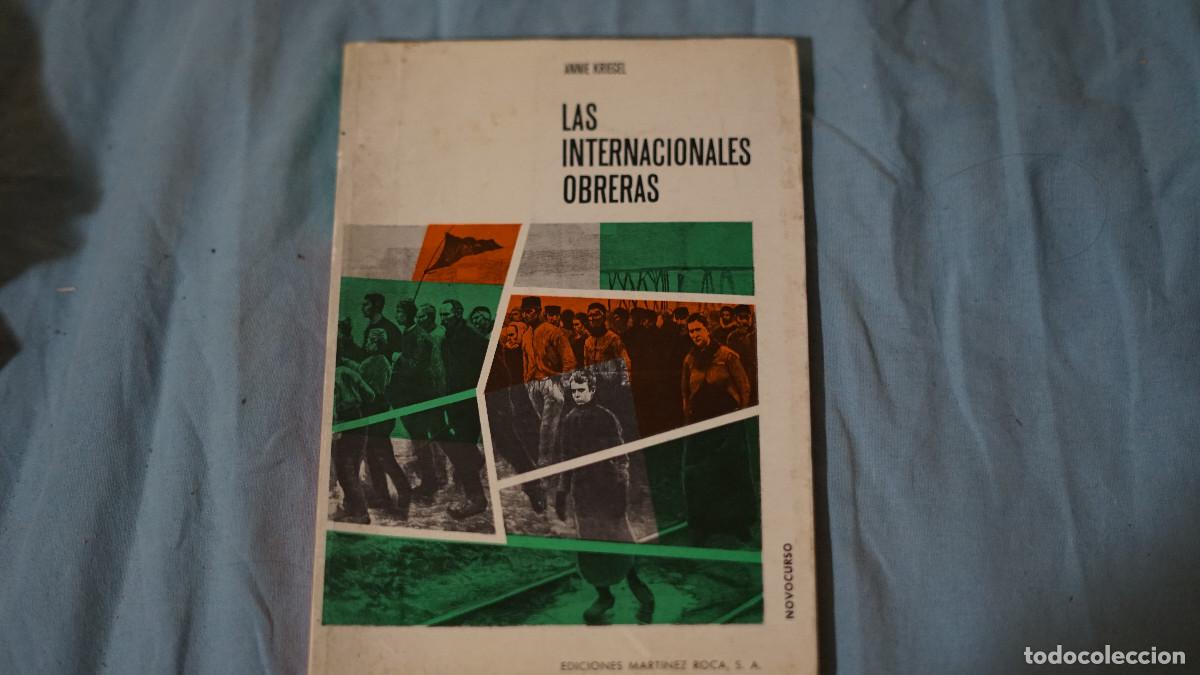 ANNIE KRIEGEL
LAS
INTERNACIONALES
OBRERAS
NOVOCURSO
EDICIONES MARTINEZ ROCA, S. A.
todocoleccion